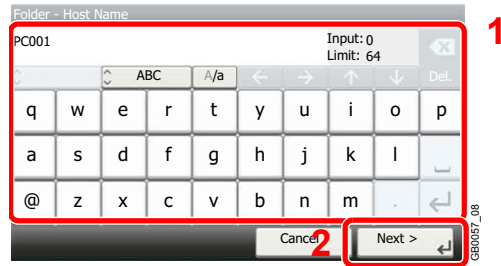 Folder - Host Name
1
PC001
Input: 0
Limit: 64
ABC A/a Del.
q w e r t y u i o p
a s d f g h j k l
@ z x c v b n m .
Cancel 2 Next >
GB0057_08